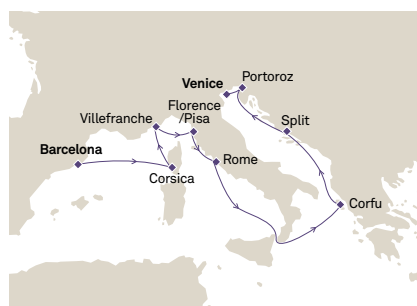 Venice
Portoroz
Villefranche
Florence
/Pisa
Split
Barcelona
Corsica
Rome
Corfu